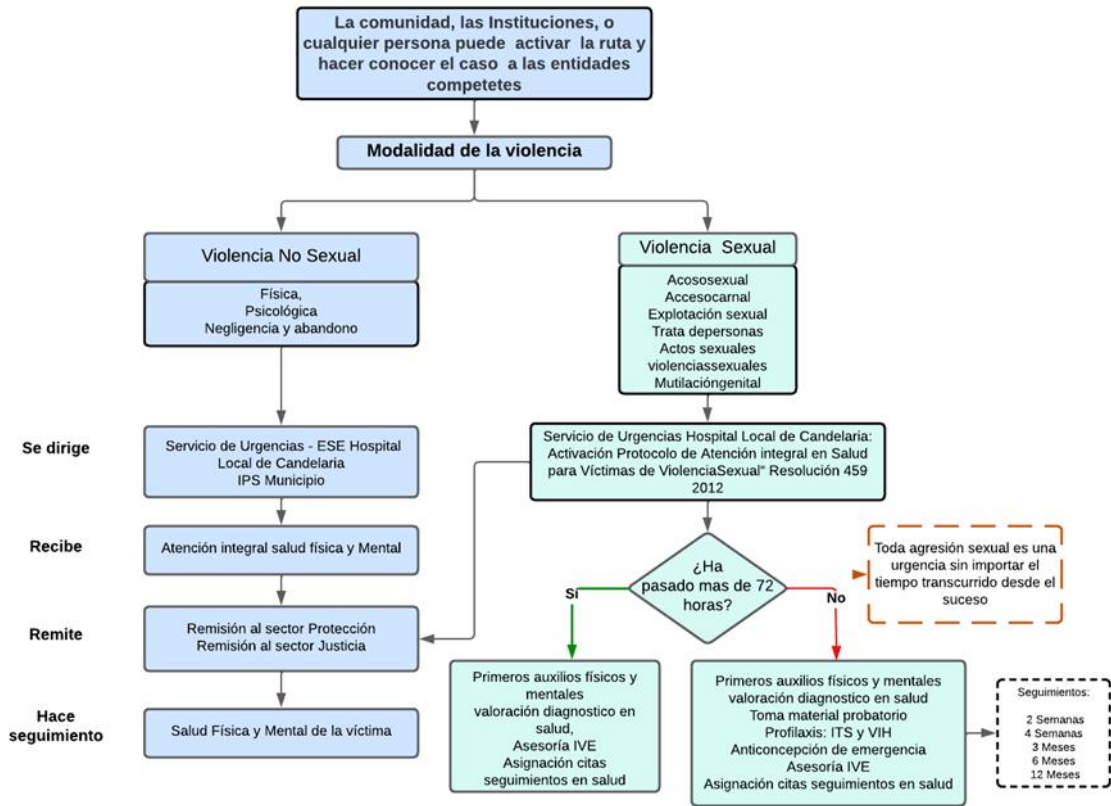 La comunidad, las Instituciones, o
cualquier persona puede activar la ruta y
hacer conocer el caso a las entidades
competetes
Modalidad de la violencia
Violencia No Sexual
Física,
Psicológica
Negligencia y abandono
Violencia Sexual
Acososexual
Accesocarnal
Explotación sexual
Trata depersonas
Actos sexuales
violenciassexuales
Mutilacióngenital
Se dirige
Servicio de Urgencias - ESE Hospital
Local de Candelaria
IPS Municipio
Servicio de Urgencias Hospital Local de Candelaria:
Activación Protocolo de Atención integral en Salud
para Víctimas de ViolenciaSexual" Resolución 459
2012
Recibe
Atención integral salud física y Mental
¿Ha
pasado mas de 72
horas?
Sí
No
Toda agresión sexual es una
urgencia sin importar el
tiempo transcurrido desde el
suceso
Remite
Remisión al sector Protección
Remisión al sector Justicia
Hace
seguimiento
Salud Física y Mental de la víctima
Primeros auxilios físicos y
mentales
valoración diagnostico en
salud,
Asesoría IVE
Asignación citas
seguimientos en salud
Primeros auxilios físicos y mentales
valoración diagnostico en salud
Toma material probatorio
Profilaxis: ITS y VIH
Anticoncepción de emergencia
Asesoría IVE
Asignación citas seguimientos en salud
Seguimientos:
2 Semanas
4 Semanas
3 Meses
6 Meses
12 Meses